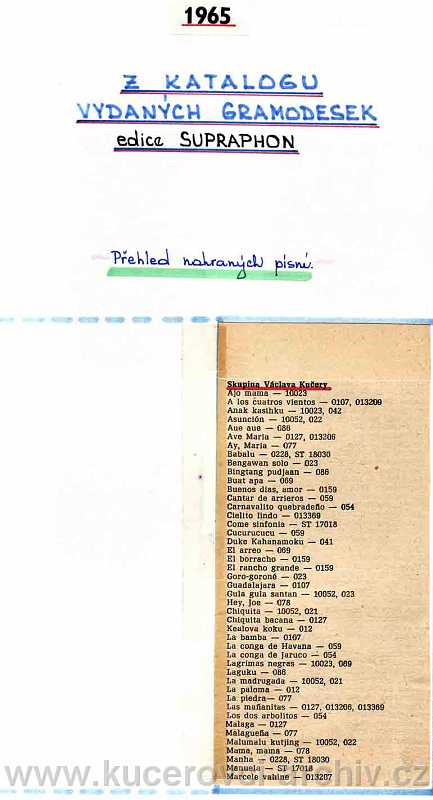 1965
Z KATALOGU
VYDANÝCH GRAMODESEK
edice SUPRAPHON
Přehled nahraných písní.
Skupina Václava Kučery
Ajo mama — 10023
A los cuatros vientos — 0107, 013209
Anak kasihku — 10023, 042
Asunción — 10052, 022
Aue aue — 086
Ave Maria — 0127, 013206
Ay, Maria — 077
Babalu — 0228, ST 18030
Bengawan solo — 023
Bingtang pudjaan — 086
Buat apa — 069
Buenos dias, amor — 0159
Cantar de arrieros — 059
Carnavalito quebradeño — 054
Cielito lindo — 013369
Come sinfonia — ST 17018
Cucurucucu — 059
Duke Kahanamoku — 041
El arreo — 069
El borracho — 0159
El rancho grande — 0159
Goro-goroné — 023
Guadalajara — 0107
Gula gula santan — 10052, 023
Hey, Joe — 078
Chiquita — 10052, 021
Chiquita bacana — 0127
Kealova koku — 012
La bamba — 0107
La conga de Havana — 059
La conga de Jaruco — 054
Lagrimas negras — 10023, 089
Laguku — 086
La madrugada — 10052, 021
La paloma — 012
La piedra— 077
Las mañanitas — 0127, 013206, 013369
Los dos arbolitos — 054
Malaga — 0127
Malagueña — 077
Malumalu kutjing — 10052, 022
Mama, mama — 078
Manha — 0228, ST 18030
Manuela — ST 17018
Marcele vahine — 013207
www.kucerovci-archiv.cz